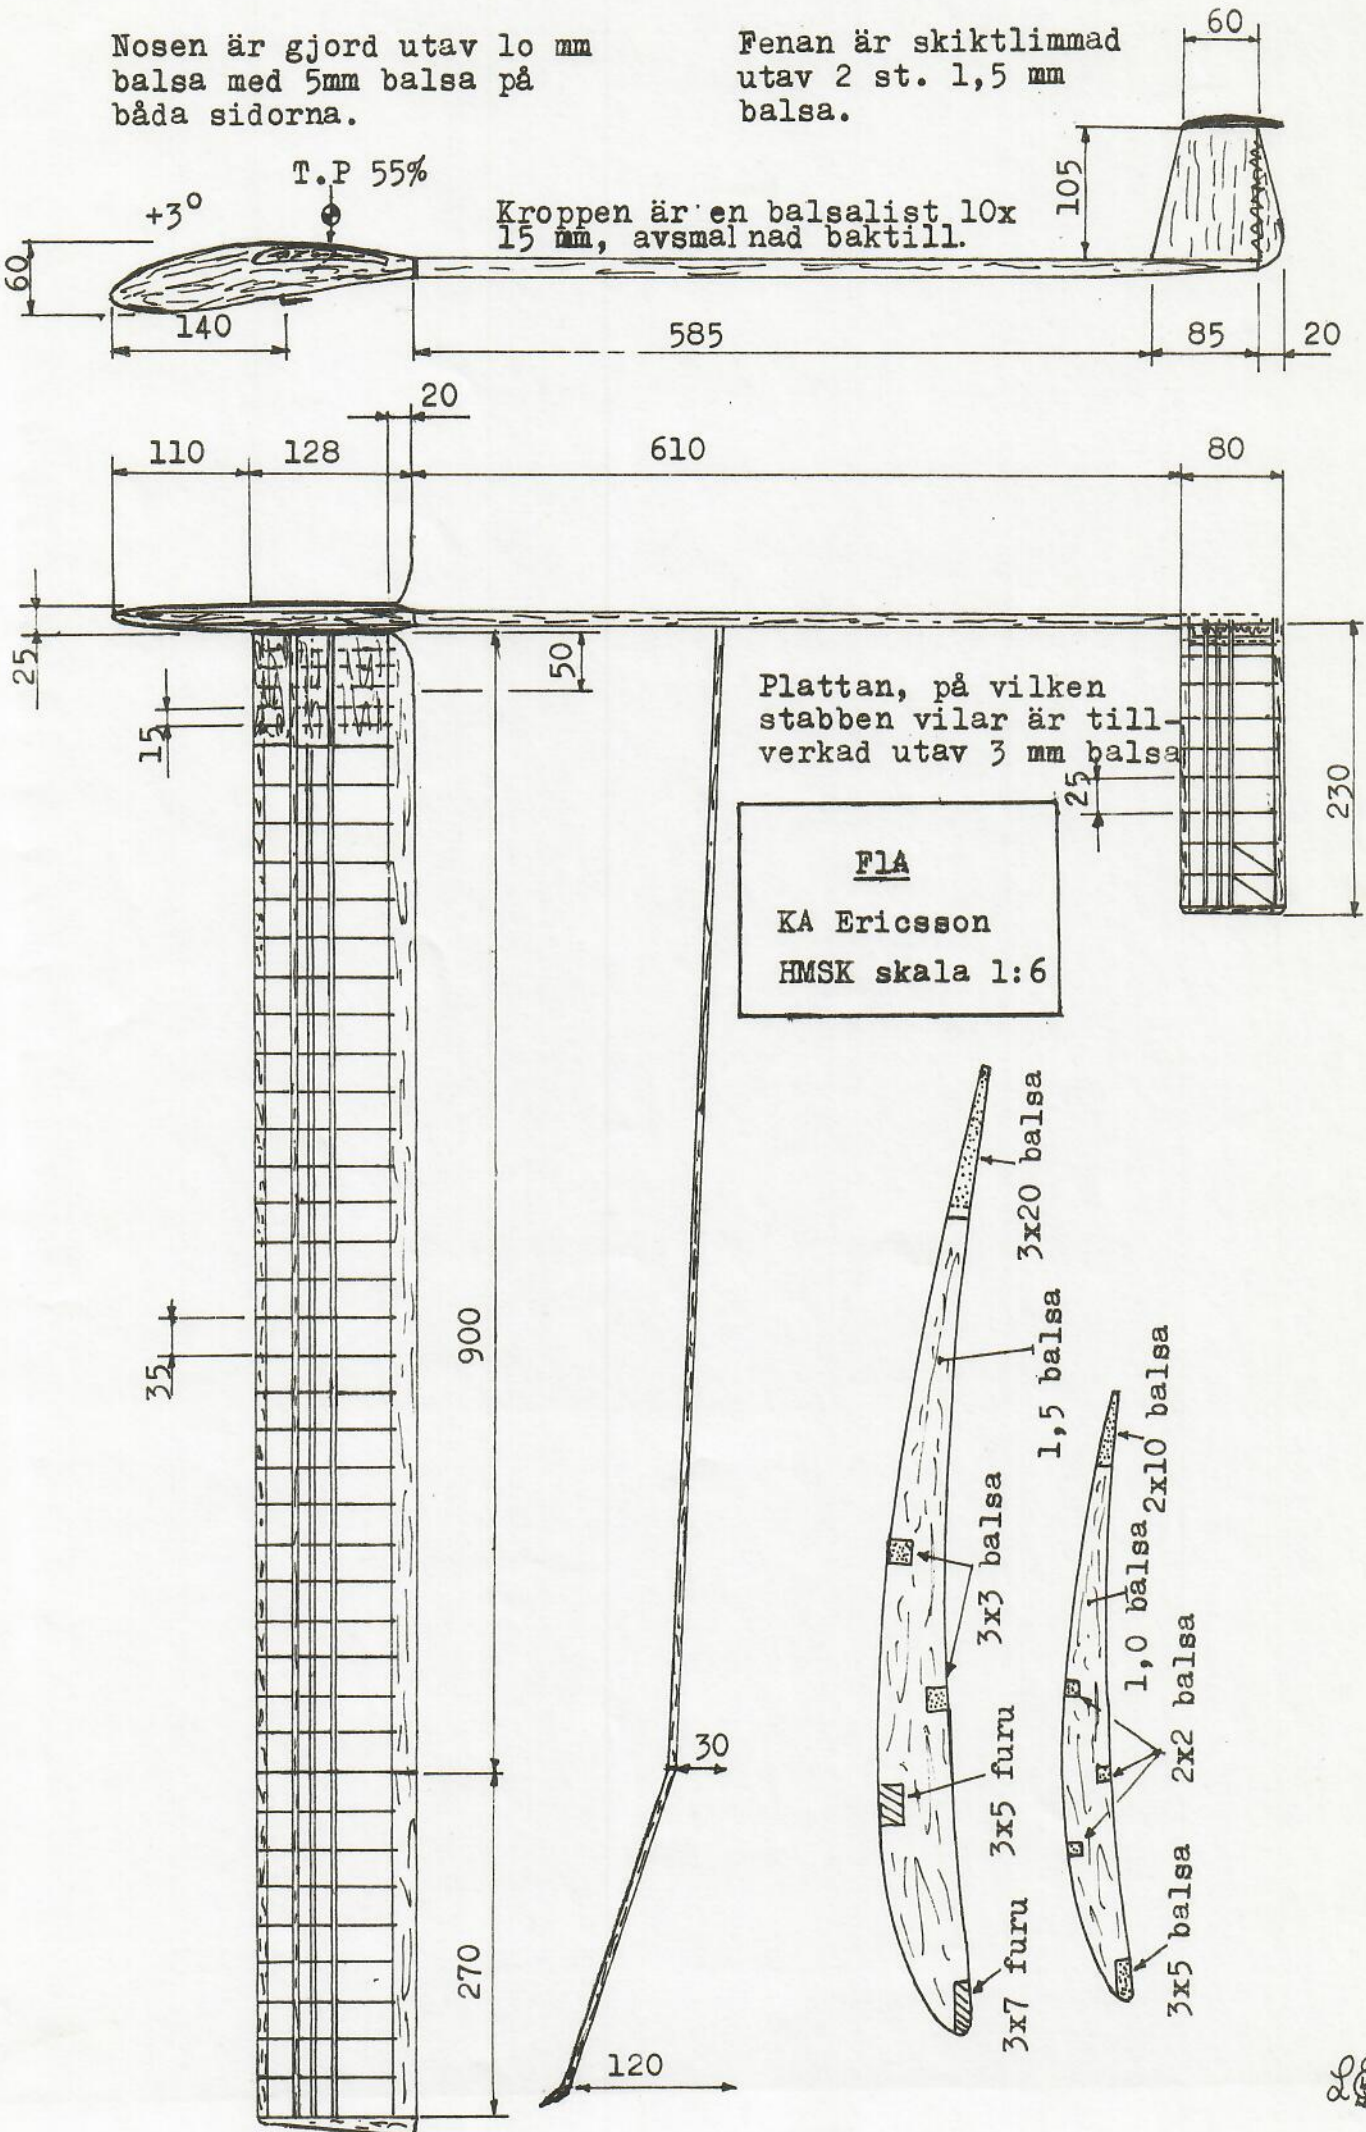 Nosen är gjord utav lo mm
balsa med 5mm balsa på
båda sidorna.
Fenan är skiktlimmad
utav 2 st. 1,5 mm
balsa.
60
T.P 55%
+3°
Kroppen är en balsalist 10x
15 mm, avsmalnad baktill.
105
60
140
585
85
20
20
110
128
610
80
25
50
15
Plattan, på vilken
stabben vilar är till-
verkad utav 3 mm balsa
25
230
F1A
KA Ericsson
HMSK skala 1:6
3x20 balsa
1,5 balsa
3x3 balsa
3x5 furu
3x7 furu
2x10 balsa
1,0 balsa
2x2 balsa
3x5 balsa
900
35
30
270
120